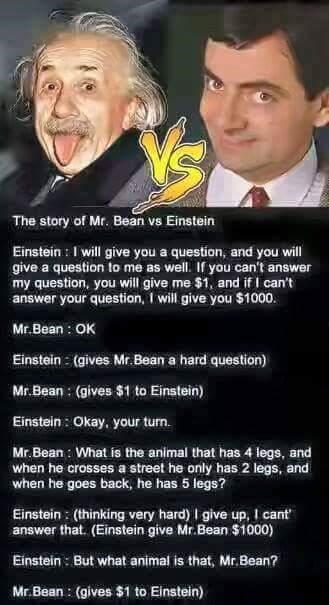 VS
The story of Mr. Bean vs Einstein
Einstein : I will give you a question, and you will
give a question to me as well. If you can't answer
my question, you will give me $1, and if I can't
answer your question, I will give you $1000.
Mr.Bean : OK
Einstein : (gives Mr.Bean a hard question)
Mr.Bean : (gives $1 to Einstein)
Einstein : Okay, your turn.
Mr.Bean : What is the animal that has 4 legs, and
when he crosses a street he only has 2 legs, and
when he goes back, he has 5 legs?
Einstein : (thinking very hard) I give up, I cant'
answer that. (Einstein give Mr.Bean $1000)
Einstein : But what animal is that, Mr.Bean?
Mr.Bean : (gives $1 to Einstein)